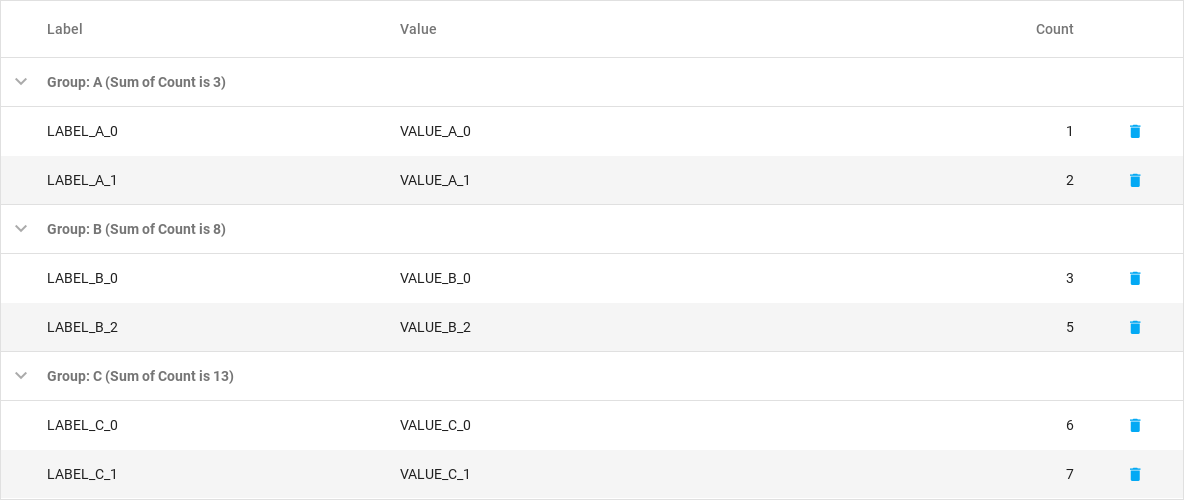 Label Value Count
Group: A (Sum of Count is 3)
LABEL_A_0 VALUE_A_0 1
LABEL_A_1 VALUE_A_1 2
Group: B (Sum of Count is 8)
LABEL_B_0 VALUE_B_0 3
LABEL_B_2 VALUE_B_2 5
Group: C (Sum of Count is 13)
LABEL_C_0 VALUE_C_0 6
LABEL_C_1 VALUE_C_1 7